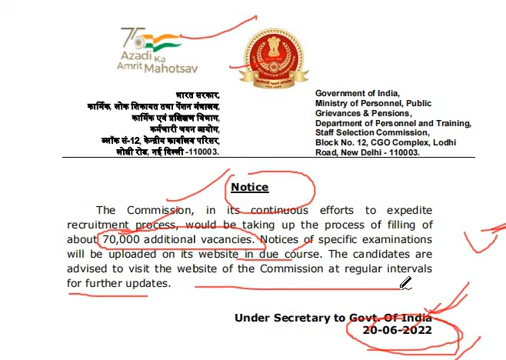 75
Azadi Ka
Amrit Mahotsav
भारत सरकार,
कार्मिक, लोक शिकायत तथा पेंशन मंत्रालय,
कार्मिक एवं प्रशिक्षण विभाग,
कर्मचारी चयन आयोग,
ब्लॉक सं-12, केन्द्रीय कार्यालय परिसर,
लोधी रोड, नई दिल्ली -110003.
Government of India,
Ministry of Personnel, Public
Grievances & Pensions,
Department of Personnel and Training,
Staff Selection Commission,
Block No. 12, CGO Complex, Lodhi
Road, New Delhi - 110003.
Notice
The Commission, in its continuous efforts to expedite
recruitment process, would be taking up the process of filling of
about 70,000 additional vacancies. Notices of specific examinations
will be uploaded on its website in due course. The candidates are
advised to visit the website of the Commission at regular intervals
for further updates.
Under Secretary to Govt. Of India
20-06-2022